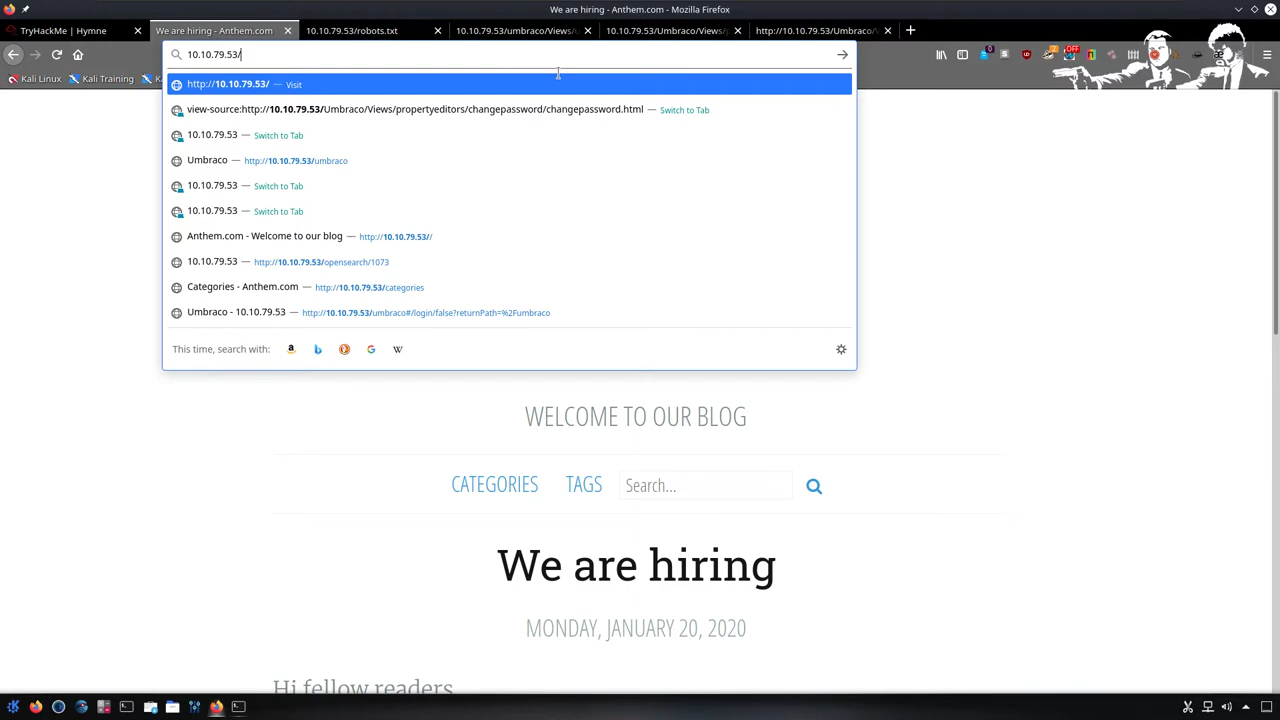 We are hiring - Anthem.com - Mozilla Firefox
TryHackMe | Hymne
We are hiring - Anthem.com
10.10.79.53/robots.txt
10.10.79.53/umbraco/Views/
10.10.79.53/Umbraco/Views/
http://10.10.79.53/Umbraco/
10.10.79.53/
Kali Linux
Kali Training
http://10.10.79.53/ — Visit
view-source:http://10.10.79.53/Umbraco/Views/propertyeditors/changepassword/changepassword.html — Switch to Tab
10.10.79.53 — Switch to Tab
Umbraco — http://10.10.79.53/umbraco
10.10.79.53 — Switch to Tab
10.10.79.53 — Switch to Tab
Anthem.com - Welcome to our blog — http://10.10.79.53//
10.10.79.53 — http://10.10.79.53/opensearch/1073
Categories - Anthem.com — http://10.10.79.53/categories
Umbraco - 10.10.79.53 — http://10.10.79.53/umbraco#/login/false?returnPath=%2Fumbraco
This time, search with:
WELCOME TO OUR BLOG
CATEGORIES TAGS Search...
We are hiring
MONDAY, JANUARY 20, 2020
Hi fellow readers